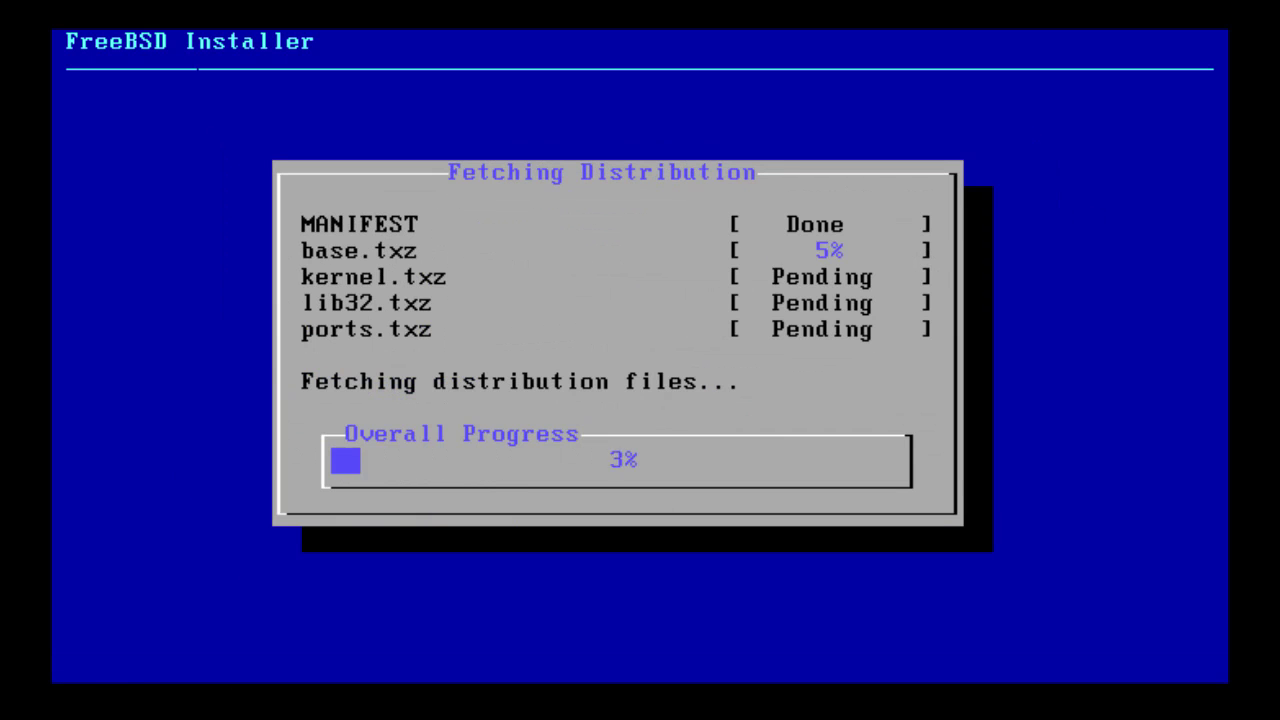 FreeBSD Installer
Fetching Distribution
MANIFEST [ Done ]
base.txz [ 5% ]
kernel.txz [ Pending ]
lib32.txz [ Pending ]
ports.txz [ Pending ]
Fetching distribution files...
Overall Progress
3%